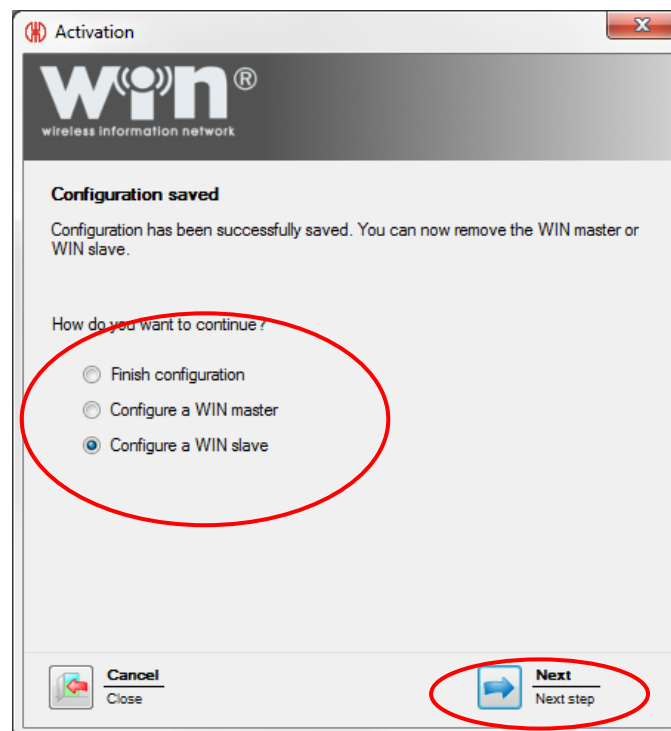 Activation
WIN®
wireless information network
Configuration saved
Configuration has been successfully saved. You can now remove the WIN master or
WIN slave.
How do you want to continue?
Finish configuration
Configure a WIN master
Configure a WIN slave
Cancel
Close
Next
Next step